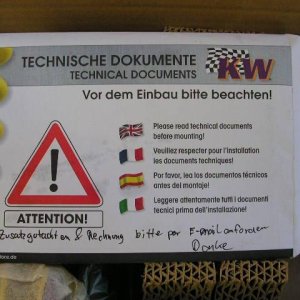 TECHNISCHE DOKUMENTE
TECHNICAL DOCUMENTS
KW
Vor dem Einbau bitte beachten!
Please read technical documents
before mounting!
Veuillez respecter pour l'installation
les documents techniques!
Por favor, lea los documentos técnicos
antes del montaje!
Leggere attentamente tutti i documenti
tecnici prima dell'installazione!
ATTENTION!
Zusatzgutachten & Rechnung bitte per E-Mail anfordern
Danke